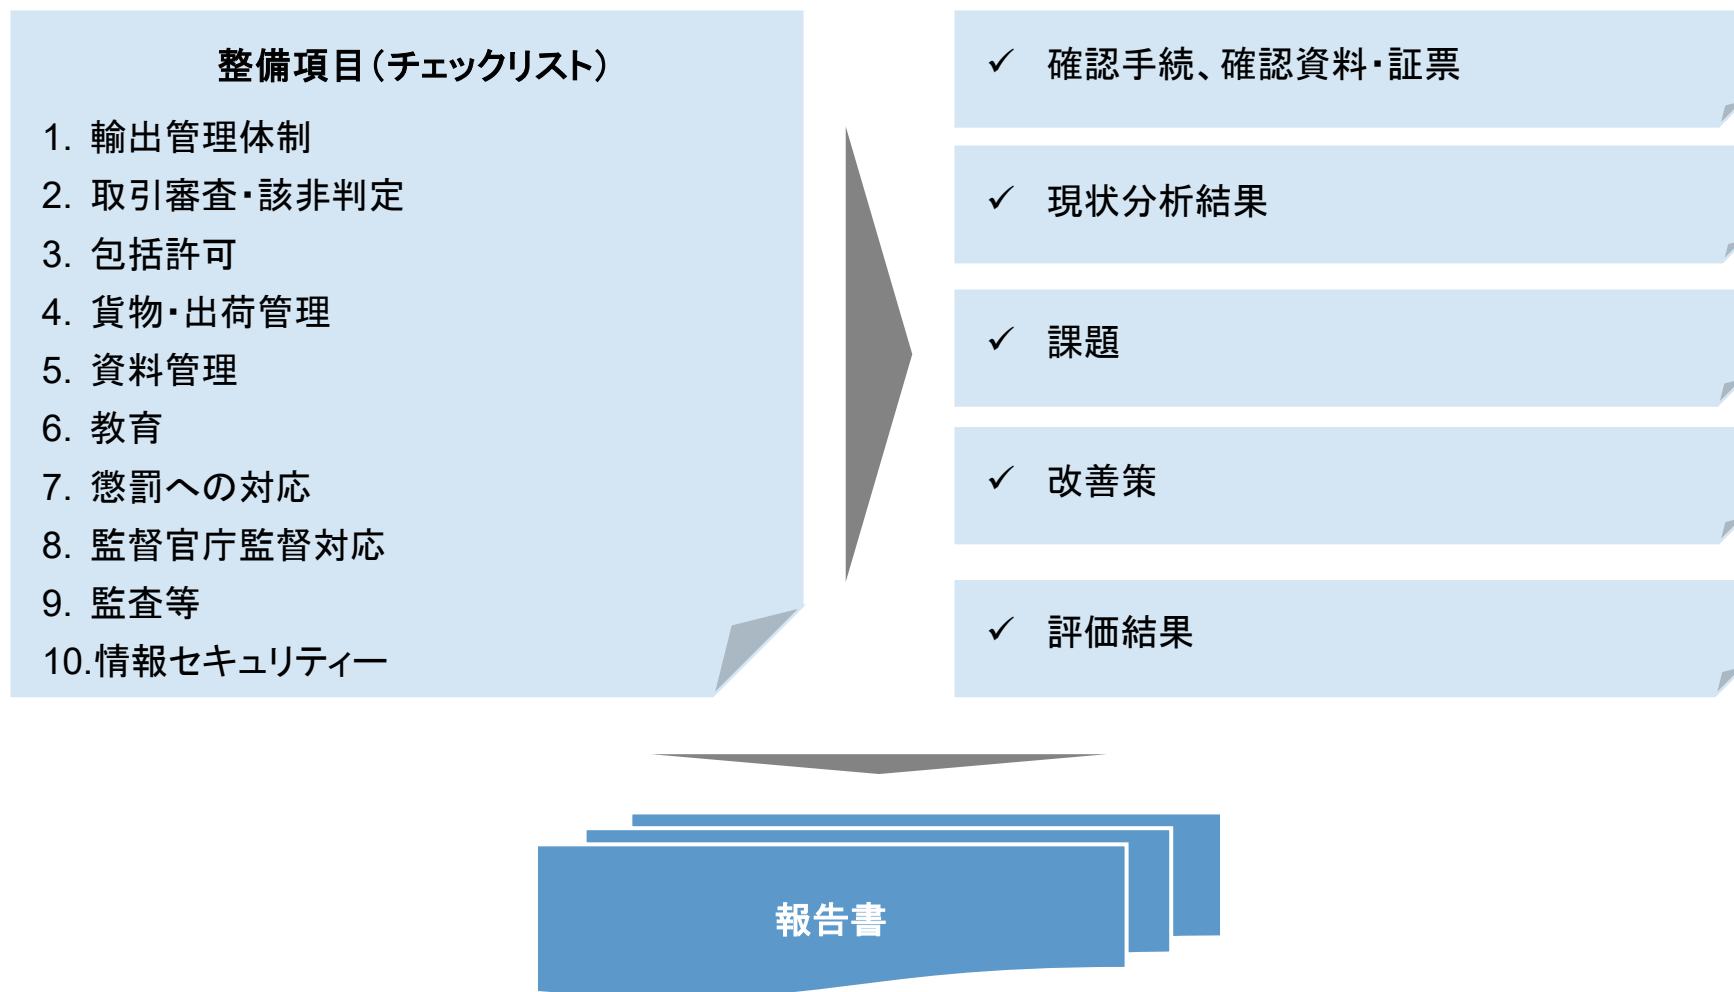 整備項目（チェックリスト）
1. 輸出管理体制
2. 取引審査・該非判定
3. 包括許可
4. 貨物・出荷管理
5. 資料管理
6. 教育
7. 懲罰への対応
8. 監督官庁監督対応
9. 監査等
10.情報セキュリティー
✓ 確認手続、確認資料・証票
✓ 現状分析結果
✓ 課題
✓ 改善策
✓ 評価結果
報告書